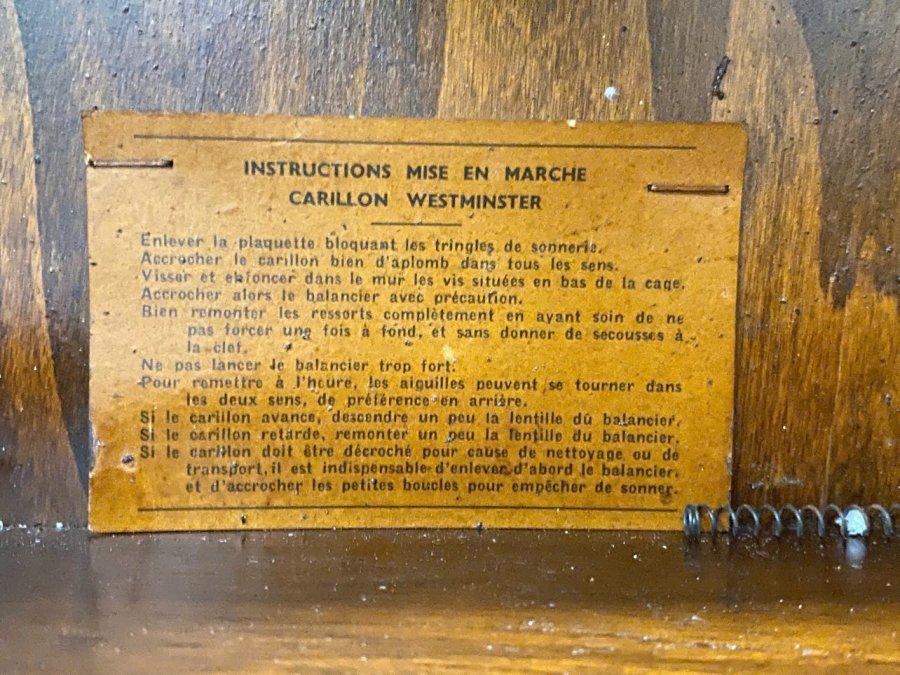 INSTRUCTIONS MISE EN MARCHE
CARILLON WESTMINSTER
Enlever la plaquette bloquant les tringles de sonnerie.
Accrocher le carillon bien d'aplomb dans tous les sens.
Visser et enfoncer dans le mur les vis situées en bas de la cage.
Accrocher alors le balancier avec précaution.
Bien remonter les ressorts complètement en ayant soin de ne
pas forcer une fois à fond, et sans donner de secousses à
la clef.
Ne pas lancer le balancier trop fort.
Pour remettre à l'heure, les aiguilles peuvent se tourner dans
les deux sens, de préférence en arrière.
Si le carillon avance, descendre un peu la lentille dû balancier.
Si le carillon retarde, remonter un peu la lentille du balancier.
Si le carillon doit être décroché pour cause de nettoyage ou de
transport, il est indispensable d'enlever d'abord le balancier,
et d'accrocher les petites boucles pour empêcher de sonner.